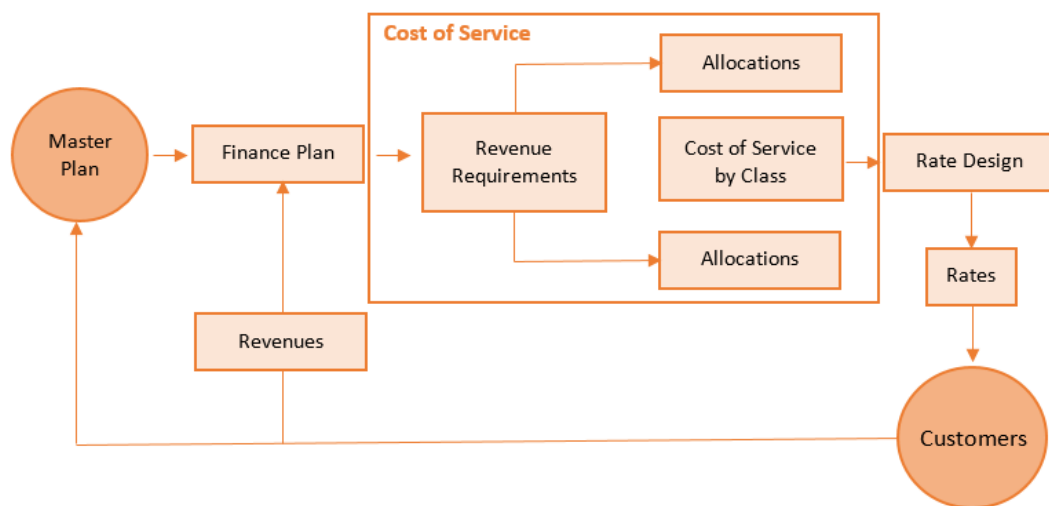 Cost of Service
Master
Plan
Finance Plan
Revenue
Requirements
Allocations
Cost of Service
by Class
Allocations
Rate Design
Rates
Revenues
Customers